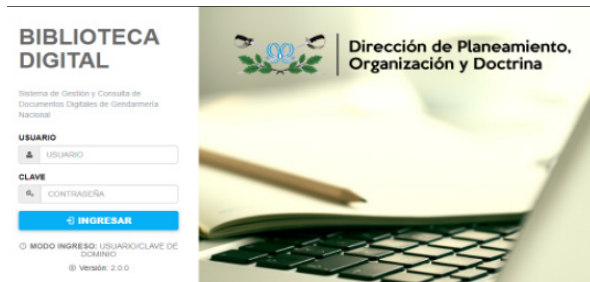 BIBLIOTECA
DIGITAL
Sistema de Gestión y Consulta de
Documentos Digitales de Gendarmería
Nacional
USUARIO
USUARIO
CLAVE
CONTRASEÑA
INGRESAR
MODO INGRESO: USUARIO/CLAVE DE
DOMINIO
Versión: 2.0.0
Dirección de Planeamiento,
Organización y Doctrina